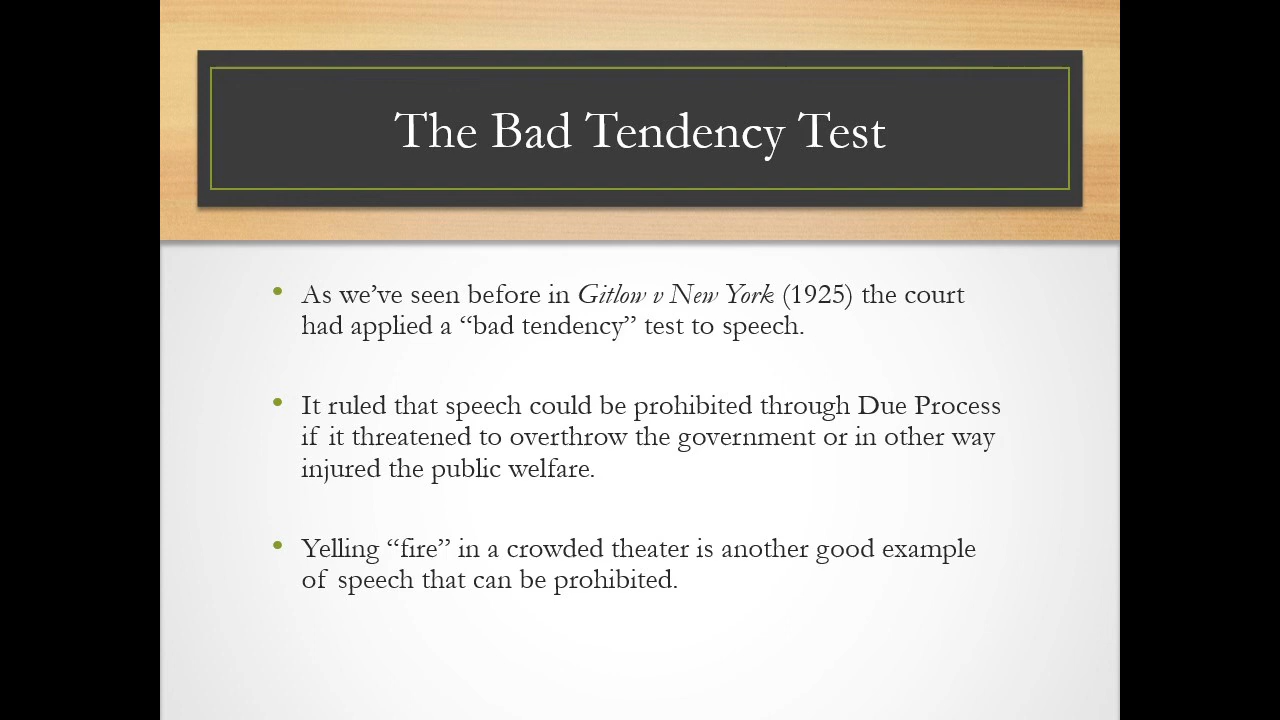 The Bad Tendency Test
• As we’ve seen before in Gitlow v New York (1925) the court
had applied a “bad tendency” test to speech.
• It ruled that speech could be prohibited through Due Process
if it threatened to overthrow the government or in other way
injured the public welfare.
• Yelling “fire” in a crowded theater is another good example
of speech that can be prohibited.